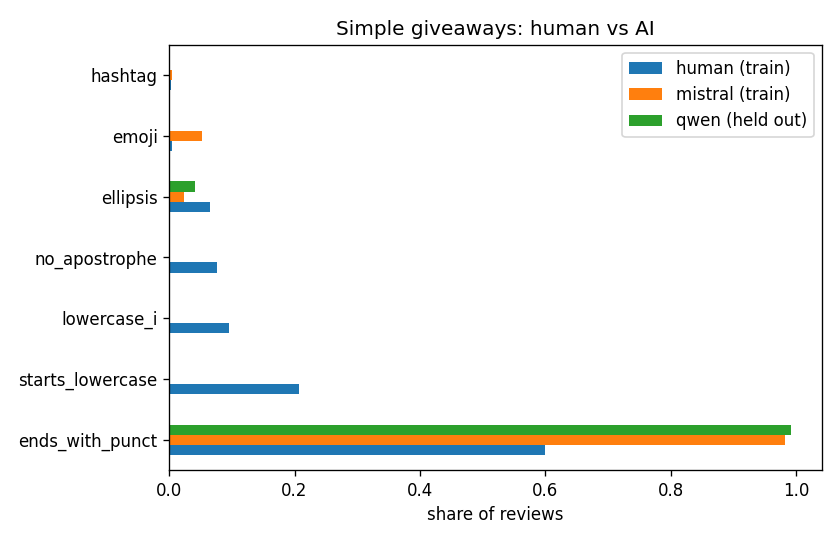 Simple giveaways: human vs AI
human (train)
mistral (train)
qwen (held out)
hashtag
emoji
ellipsis
no_apostrophe
lowercase_i
starts_lowercase
ends_with_punct
0.0 0.2 0.4 0.6 0.8 1.0
share of reviews